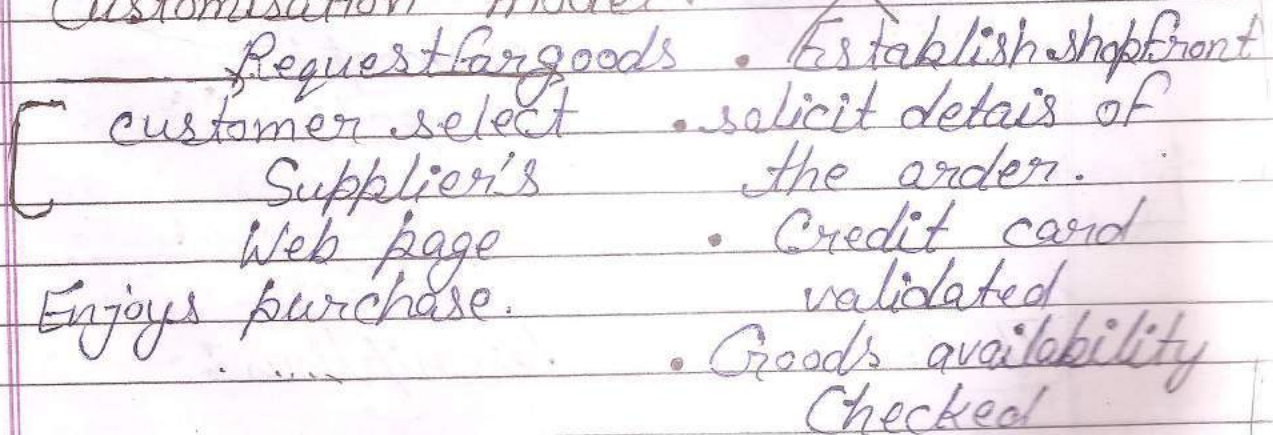 Customisation model
Request for goods . Establish shopfront
customer select . solicit detais of
Supplier's the order.
Web page . Credit card
Enjoys purchase. validated
. Goods availability
Checked